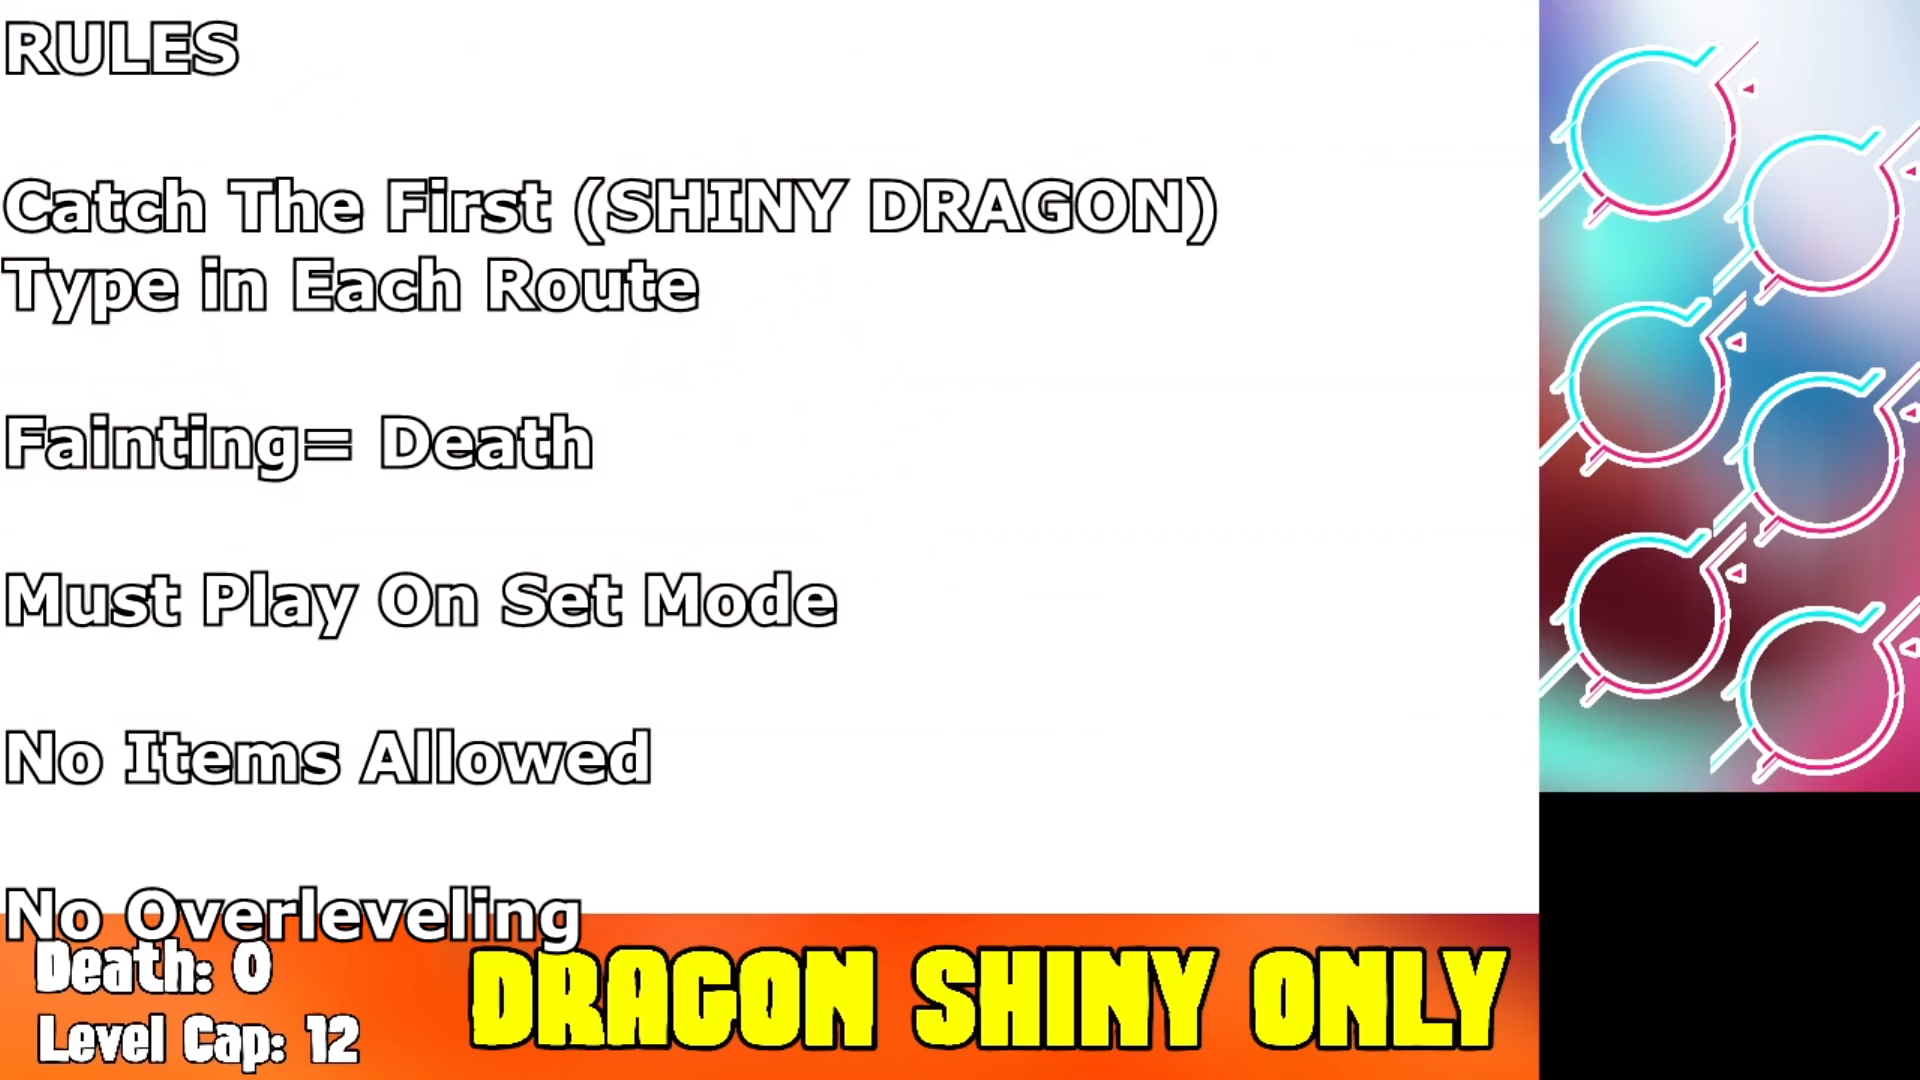 RULES
Catch The First (SHINY DRAGON)
Type in Each Route
Fainting= Death
Must Play On Set Mode
No Items Allowed
No Overleveling
Death: 0
Level Cap: 12
DRAGON SHINY ONLY